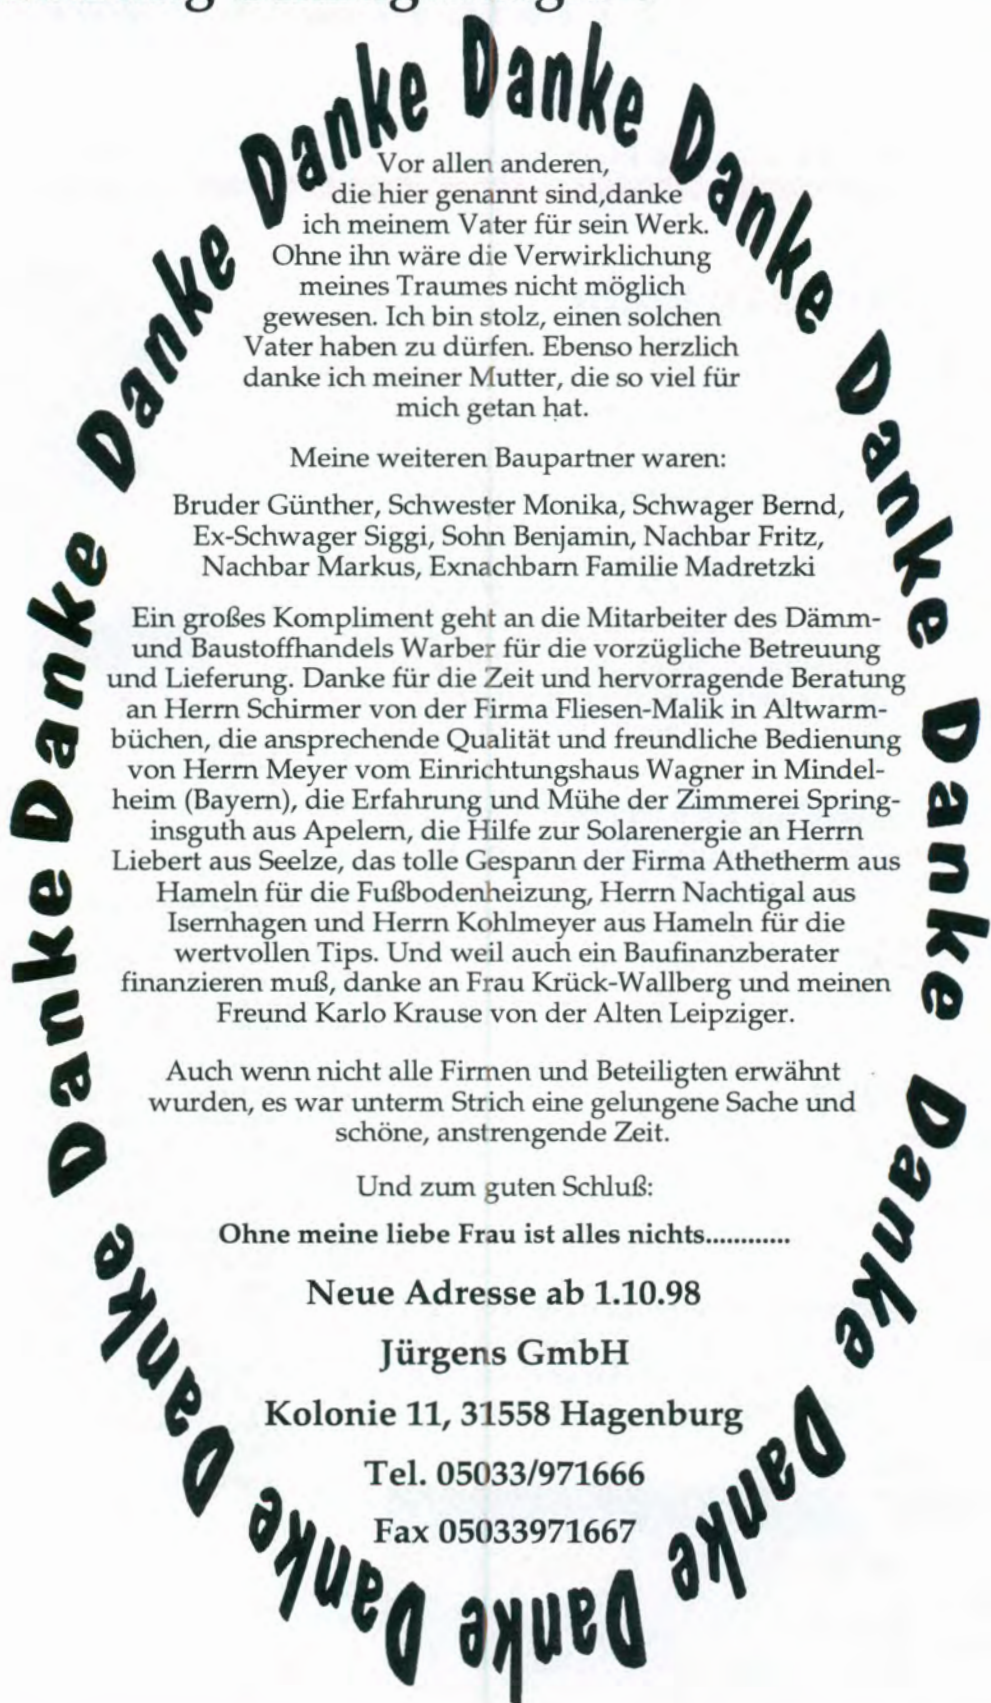 Danke Danke Danke Danke Danke Danke Danke Danke Danke Danke Danke Danke Danke
Vor allen anderen,
die hier genannt sind,danke
ich meinem Vater für sein Werk.
Ohne ihn wäre die Verwirklichung
meines Traumes nicht möglich
gewesen. Ich bin stolz, einen solchen
Vater haben zu dürfen. Ebenso herzlich
danke ich meiner Mutter, die so viel für
mich getan hat.
Meine weiteren Baupartner waren:
Bruder Günther, Schwester Monika, Schwager Bernd,
Ex-Schwager Siggi, Sohn Benjamin, Nachbar Fritz,
Nachbar Markus, Exnachbarn Familie Madretzki
Ein großes Kompliment geht an die Mitarbeiter des Dämm-
und Baustoffhandels Warber für die vorzügliche Betreuung
und Lieferung. Danke für die Zeit und hervorragende Beratung
an Herrn Schirmer von der Firma Fliesen-Malik in Altwarm-
büchen, die ansprechende Qualität und freundliche Bedienung
von Herrn Meyer vom Einrichtungshaus Wagner in Mindel-
heim (Bayern), die Erfahrung und Mühe der Zimmerei Spring-
insguth aus Apelern, die Hilfe zur Solarenergie an Herrn
Liebert aus Seelze, das tolle Gespann der Firma Athetherm aus
Hameln für die Fußbodenheizung, Herrn Nachtigal aus
Isernhagen und Herrn Kohlmeyer aus Hameln für die
wertvollen Tips. Und weil auch ein Baufinanzberater
finanzieren muß, danke an Frau Krück-Wallberg und meinen
Freund Karlo Krause von der Alten Leipziger.
Auch wenn nicht alle Firmen und Beteiligten erwähnt
wurden, es war unterm Strich eine gelungene Sache und
schöne, anstrengende Zeit.
Und zum guten Schluß:
Ohne meine liebe Frau ist alles nichts............
Neue Adresse ab 1.10.98
Jürgens GmbH
Kolonie 11, 31558 Hagenburg
Tel. 05033/971666
Fax 05033971667